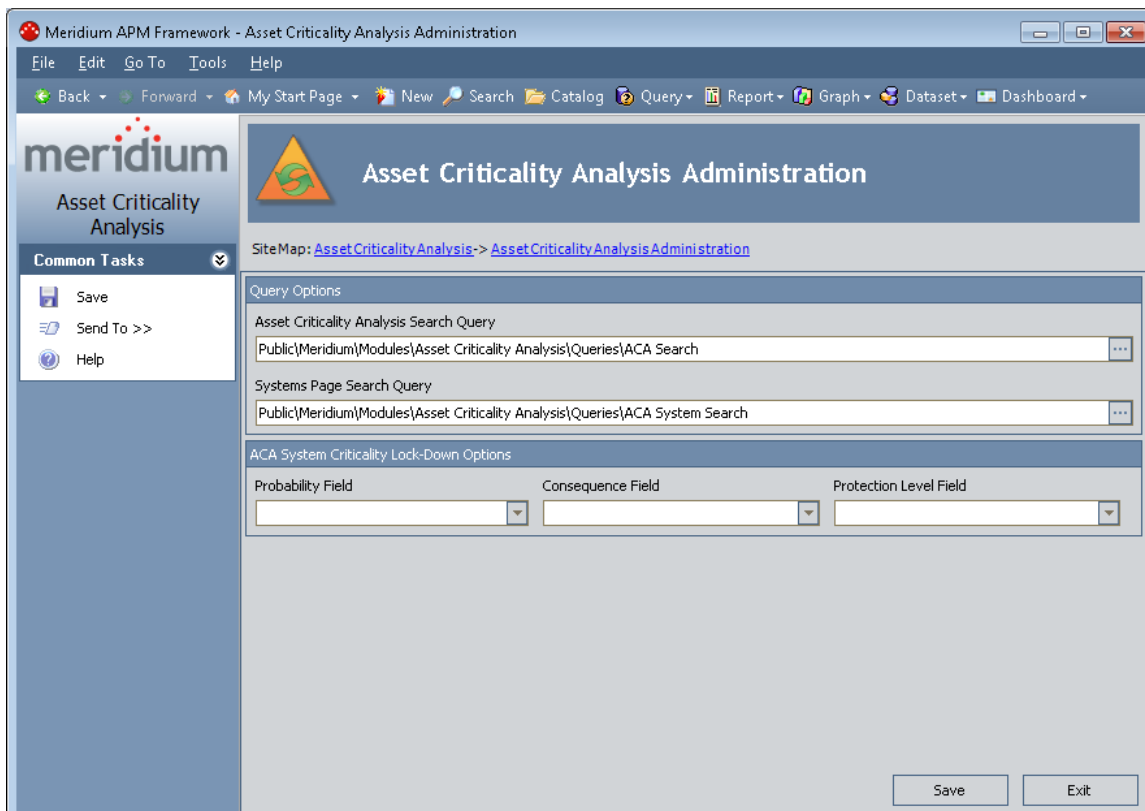 Meridium APM Framework - Asset Criticality Analysis Administration
File Edit Go To Tools Help
Back Forward My Start Page New Search Catalog Query Report Graph Dataset Dashboard
meridium
Asset Criticality
Analysis
Common Tasks
Save
Send To >>
Help
Asset Criticality Analysis Administration
Site Map: Asset Criticality Analysis-> Asset Criticality Analysis Administration
Query Options
Asset Criticality Analysis Search Query
Public\Meridium\Modules\Asset Criticality Analysis\Queries\ACA Search
...
Systems Page Search Query
Public\Meridium\Modules\Asset Criticality Analysis\Queries\ACA System Search
...
ACA System Criticality Lock-Down Options
Probability Field Consequence Field Protection Level Field
Save Exit